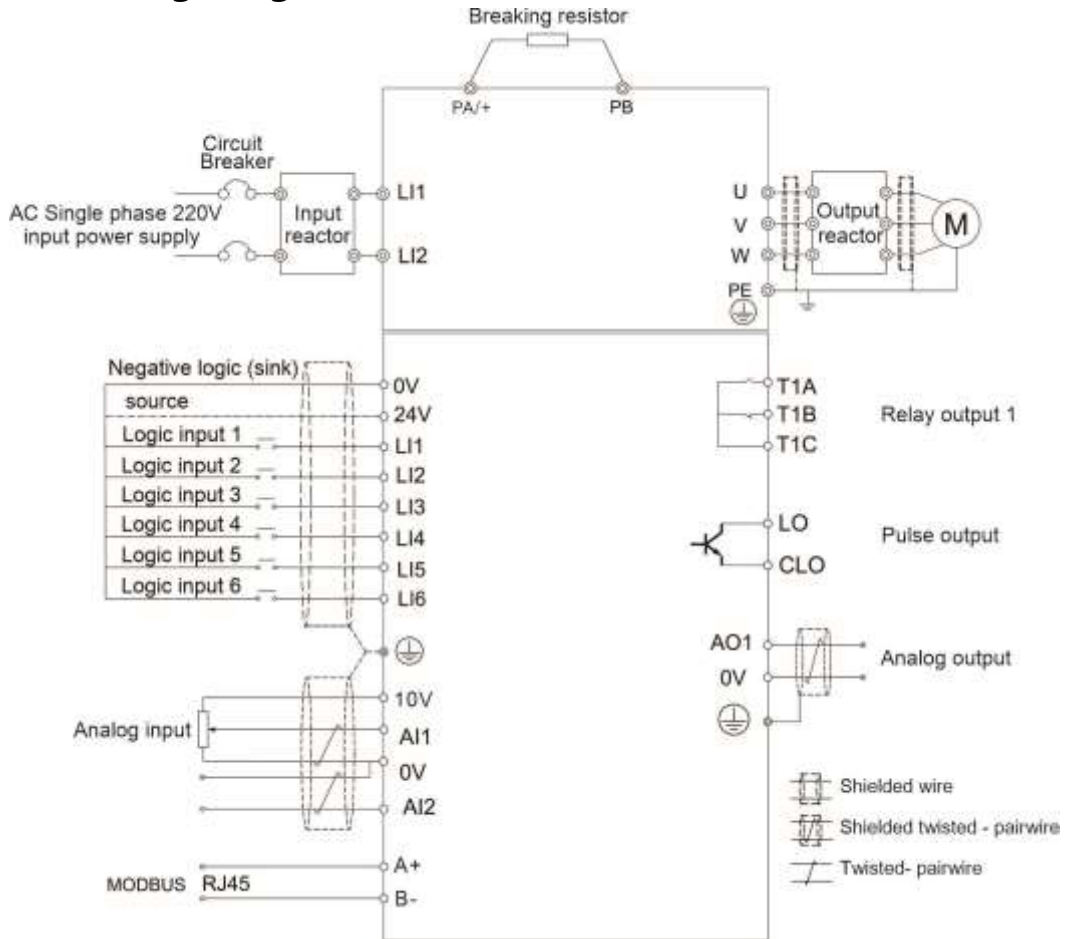 Breaking resistor
PA/+
PB
Circuit
Breaker
AC Single phase 220V
input power supply
Input
reactor
LI1
LI2
U
V
W
PE
Output
reactor
M
Negative logic (sink)
source
Logic input 1
Logic input 2
Logic input 3
Logic input 4
Logic input 5
Logic input 6
0V
24V
LI1
LI2
LI3
LI4
LI5
LI6
T1A
T1B
T1C
Relay output 1
LO
CLO
Pulse output
AO1
0V
Analog output
Analog input
10V
AI1
0V
AI2
MODBUS RJ45
A+
B-
Shielded wire
Shielded twisted - pairwire
Twisted- pairwire